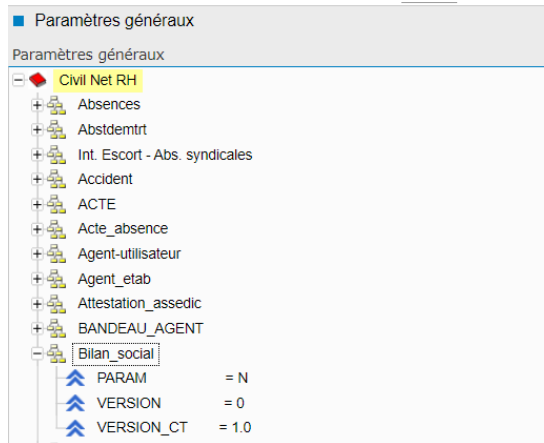 Paramètres généraux
Paramètres généraux
Civil Net RH
Absences
Abstdemtrt
Int. Escort - Abs. syndicales
Accident
ACTE
Acte_absence
Agent-utilisateur
Agent_etab
Attestation_assedic
BANDEAU_AGENT
Bilan_social
PARAM = N
VERSION = 0
VERSION_CT = 1.0